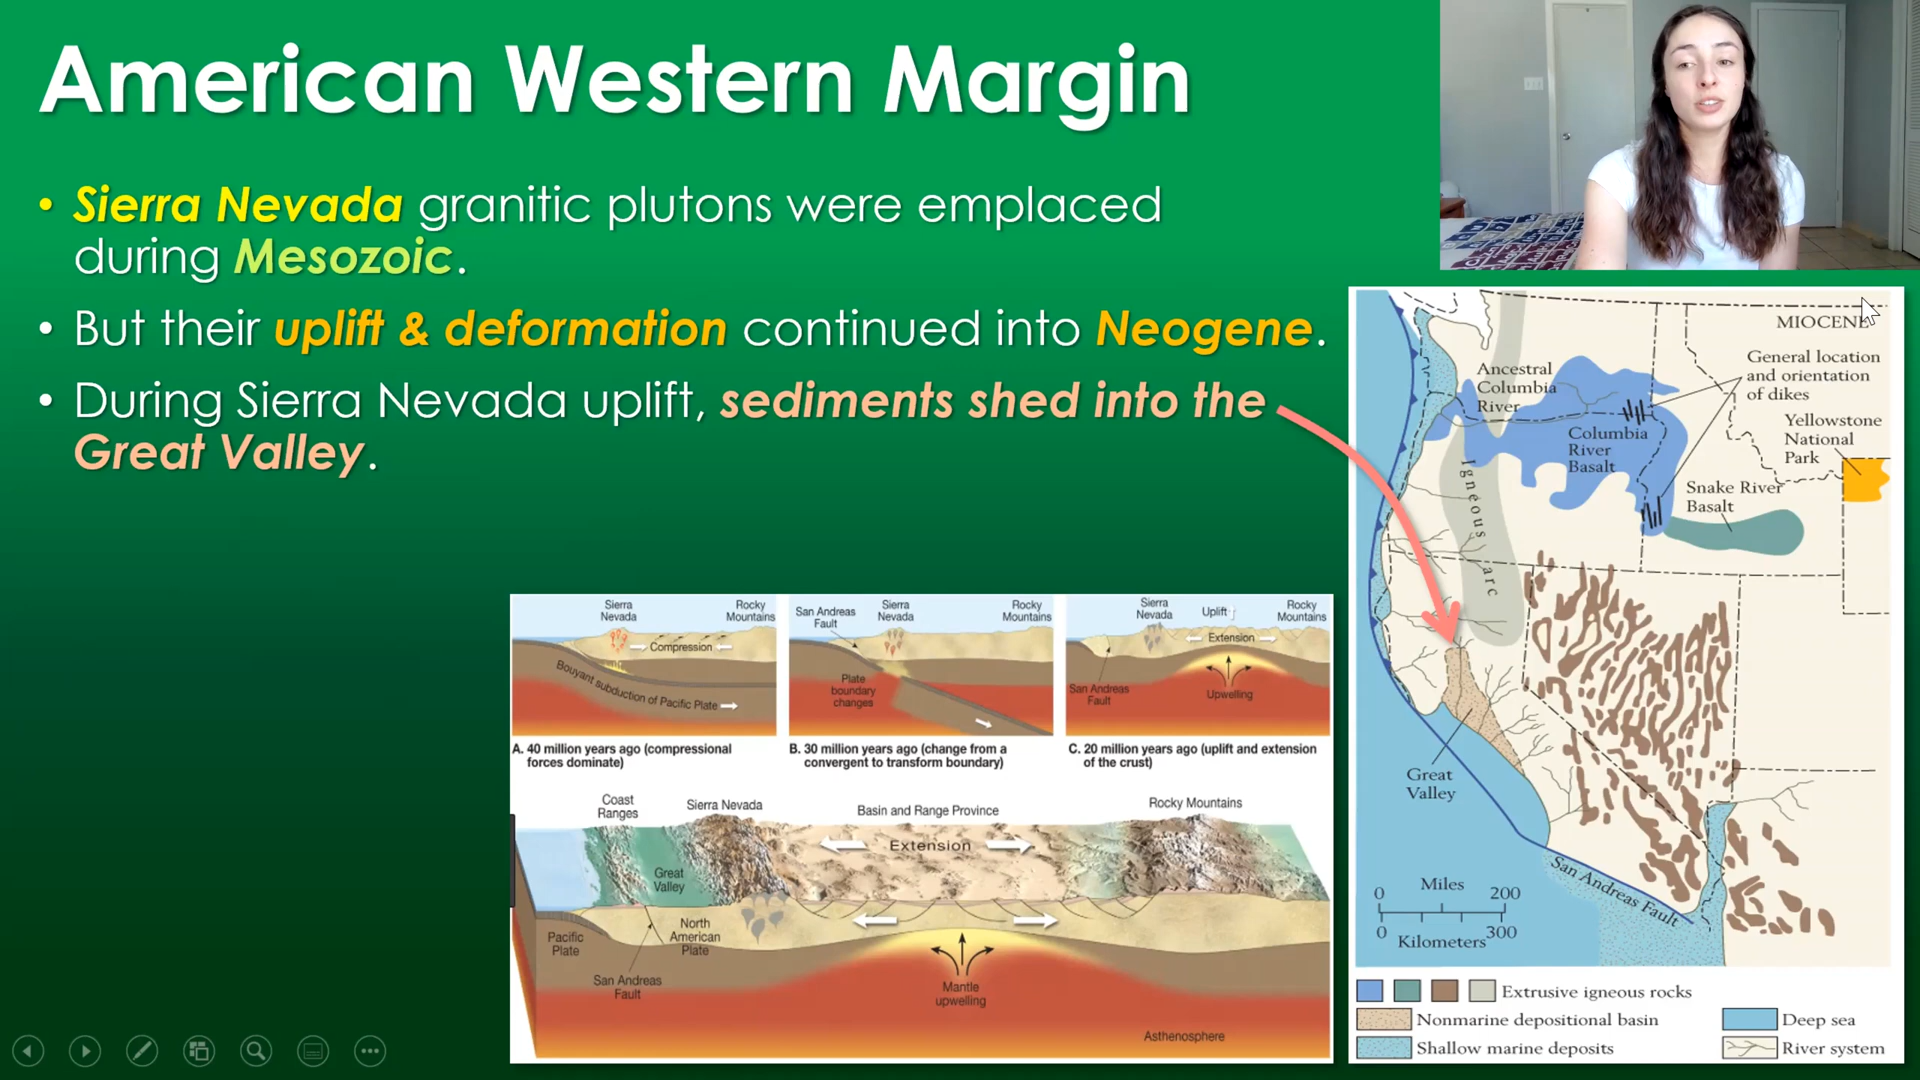 American Western Margin
• Sierra Nevada granitic plutons were emplaced
during Mesozoic.
• But their uplift & deformation continued into Neogene.
• During Sierra Nevada uplift, sediments shed into the
Great Valley.
Sierra
Nevada
Rocky
Mountains
Compression
Bouyant subduction of Pacific Plate
A. 40 million years ago (compressional
forces dominate)
San Andreas
Fault
Sierra
Nevada
Rocky
Mountains
Plate
boundary
changes
B. 30 million years ago (change from a
convergent to transform boundary)
Sierra
Nevada
Uplift
Rocky
Mountains
Extension
San Andreas
Fault
Upwelling
C. 20 million years ago (uplift and extension
of the crust)
Coast
Ranges
Sierra Nevada
Basin and Range Province
Rocky Mountains
Extension
Great
Valley
North
American
Plate
Pacific
Plate
San Andreas
Fault
Mantle
upwelling
Asthenosphere
MIOCENE
General location
and orientation
of dikes
Ancestral
Columbia
River
Yellowstone
National
Park
Columbia
River
Basalt
Snake River
Basalt
Igneous arc
Great
Valley
San Andreas Fault
0 Miles 200
0 Kilometers 300
Extrusive igneous rocks
Nonmarine depositional basin
Deep sea
Shallow marine deposits
River system